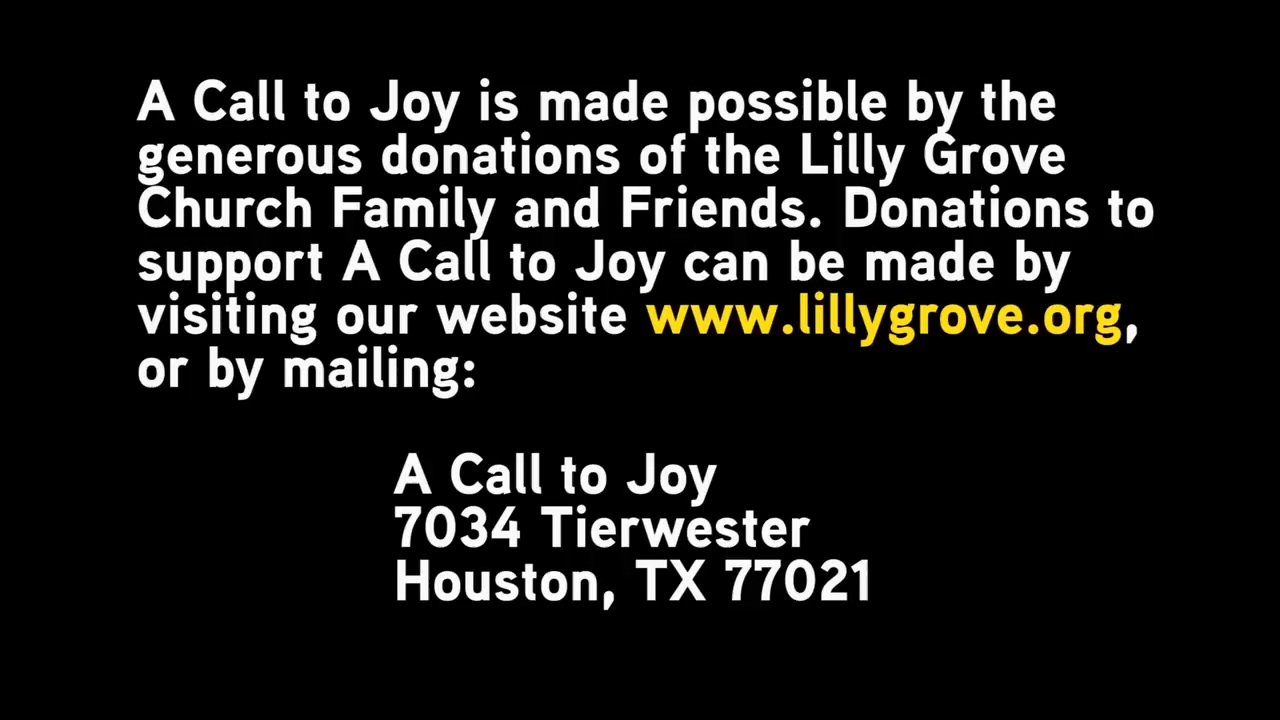 A Call to Joy is made possible by the
generous donations of the Lilly Grove
Church Family and Friends. Donations to
support A Call to Joy can be made by
visiting our website www.lillygrove.org,
or by mailing:
A Call to Joy
7034 Tierwester
Houston, TX 77021